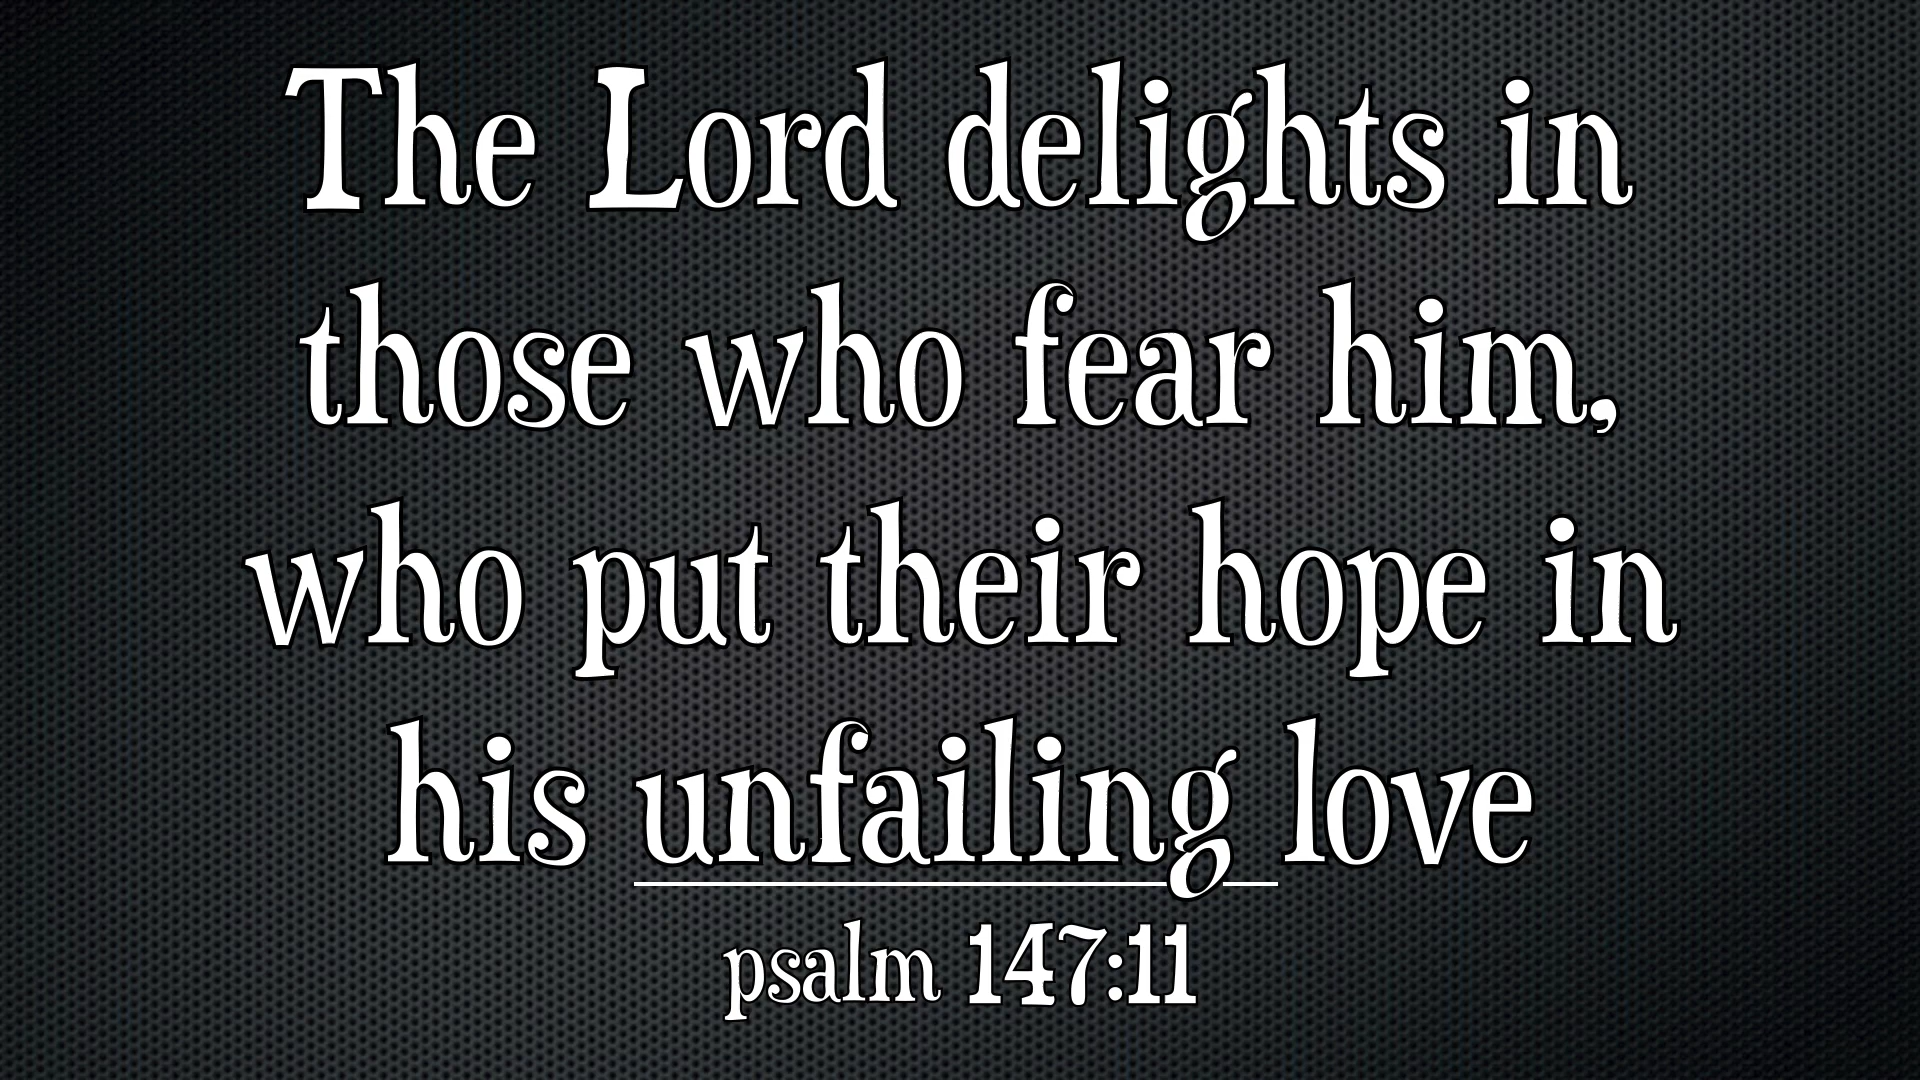 The Lord delights in
those who fear him,
who put their hope in
his unfailing love
psalm 147:11